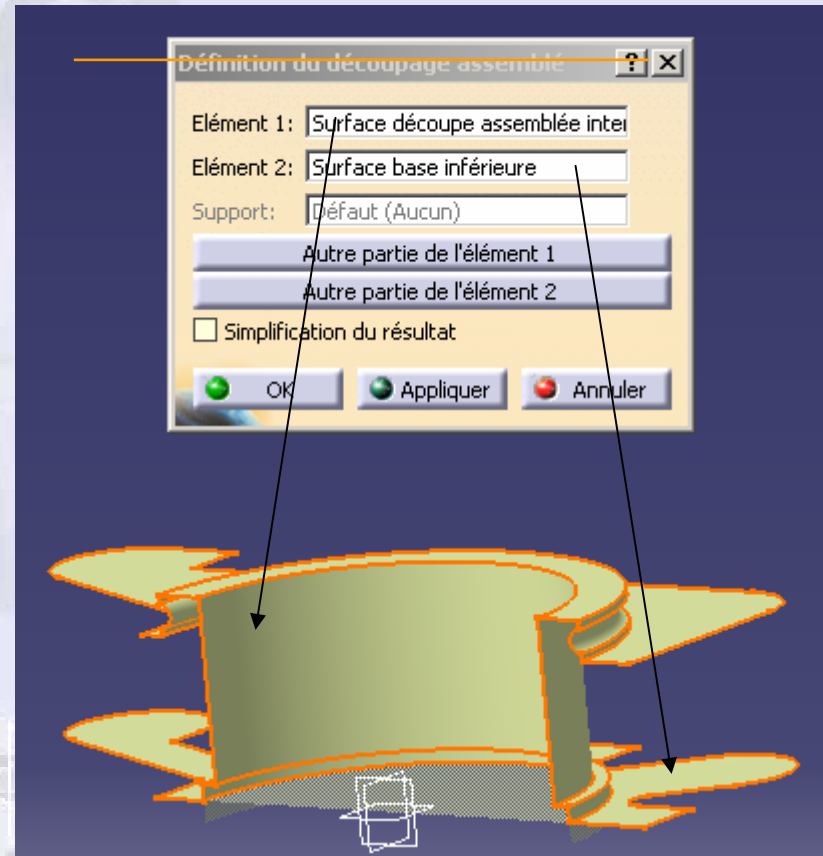 Définition du découpage assemblé
Elément 1: Surface découpe assemblée inter
Elément 2: Surface base inférieure
Support: Défaut (Aucun)
Autre partie de l'élément 1
Autre partie de l'élément 2
Simplification du résultat
OK Appliquer Annuler